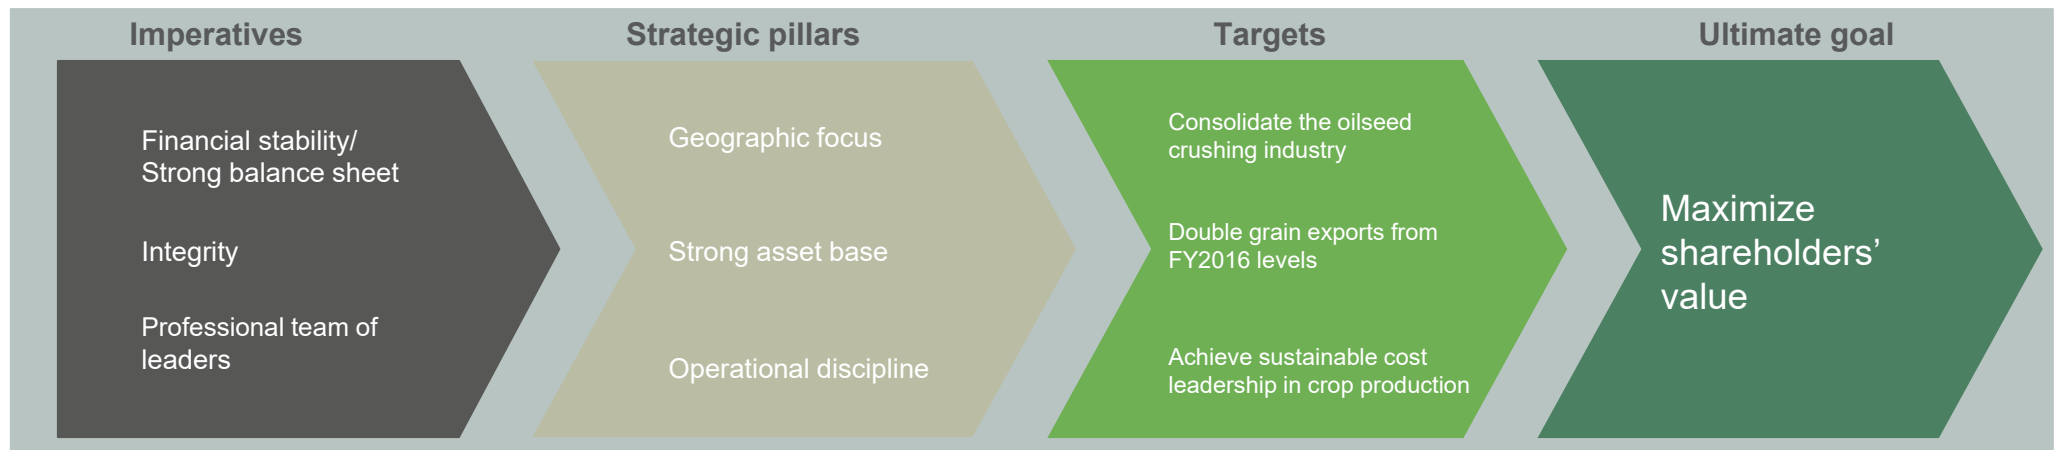 Imperatives
Financial stability/
Strong balance sheet
Integrity
Professional team of
leaders
Strategic pillars
Geographic focus
Strong asset base
Operational discipline
Targets
Consolidate the oilseed
crushing industry
Double grain exports from
FY2016 levels
Achieve sustainable cost
leadership in crop production
Ultimate goal
Maximize
shareholders’
value